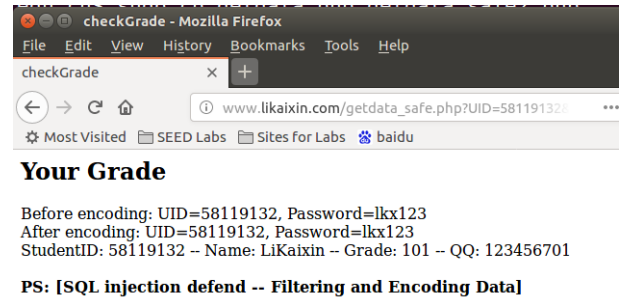 checkGrade - Mozilla Firefox
File Edit View History Bookmarks Tools Help
checkGrade
www.likaixin.com/getdata_safe.php?UID=58119132
Most Visited SEED Labs Sites for Labs baidu
Your Grade
Before encoding: UID=58119132, Password=lkx123
After encoding: UID=58119132, Password=lkx123
StudentID: 58119132 -- Name: LiKaixin -- Grade: 101 -- QQ: 123456701
PS: [SQL injection defend -- Filtering and Encoding Data]